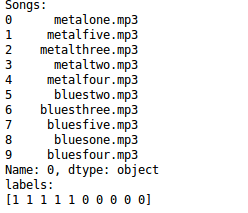 Songs:
0      metalone.mp3
1     metalfive.mp3
2    metalthree.mp3
3      metaltwo.mp3
4     metalfour.mp3
5      bluestwo.mp3
6    bluesthree.mp3
7     bluesfive.mp3
8      bluesone.mp3
9     bluesfour.mp3
Name: 0, dtype: object
labels:
[1 1 1 1 1 0 0 0 0 0]